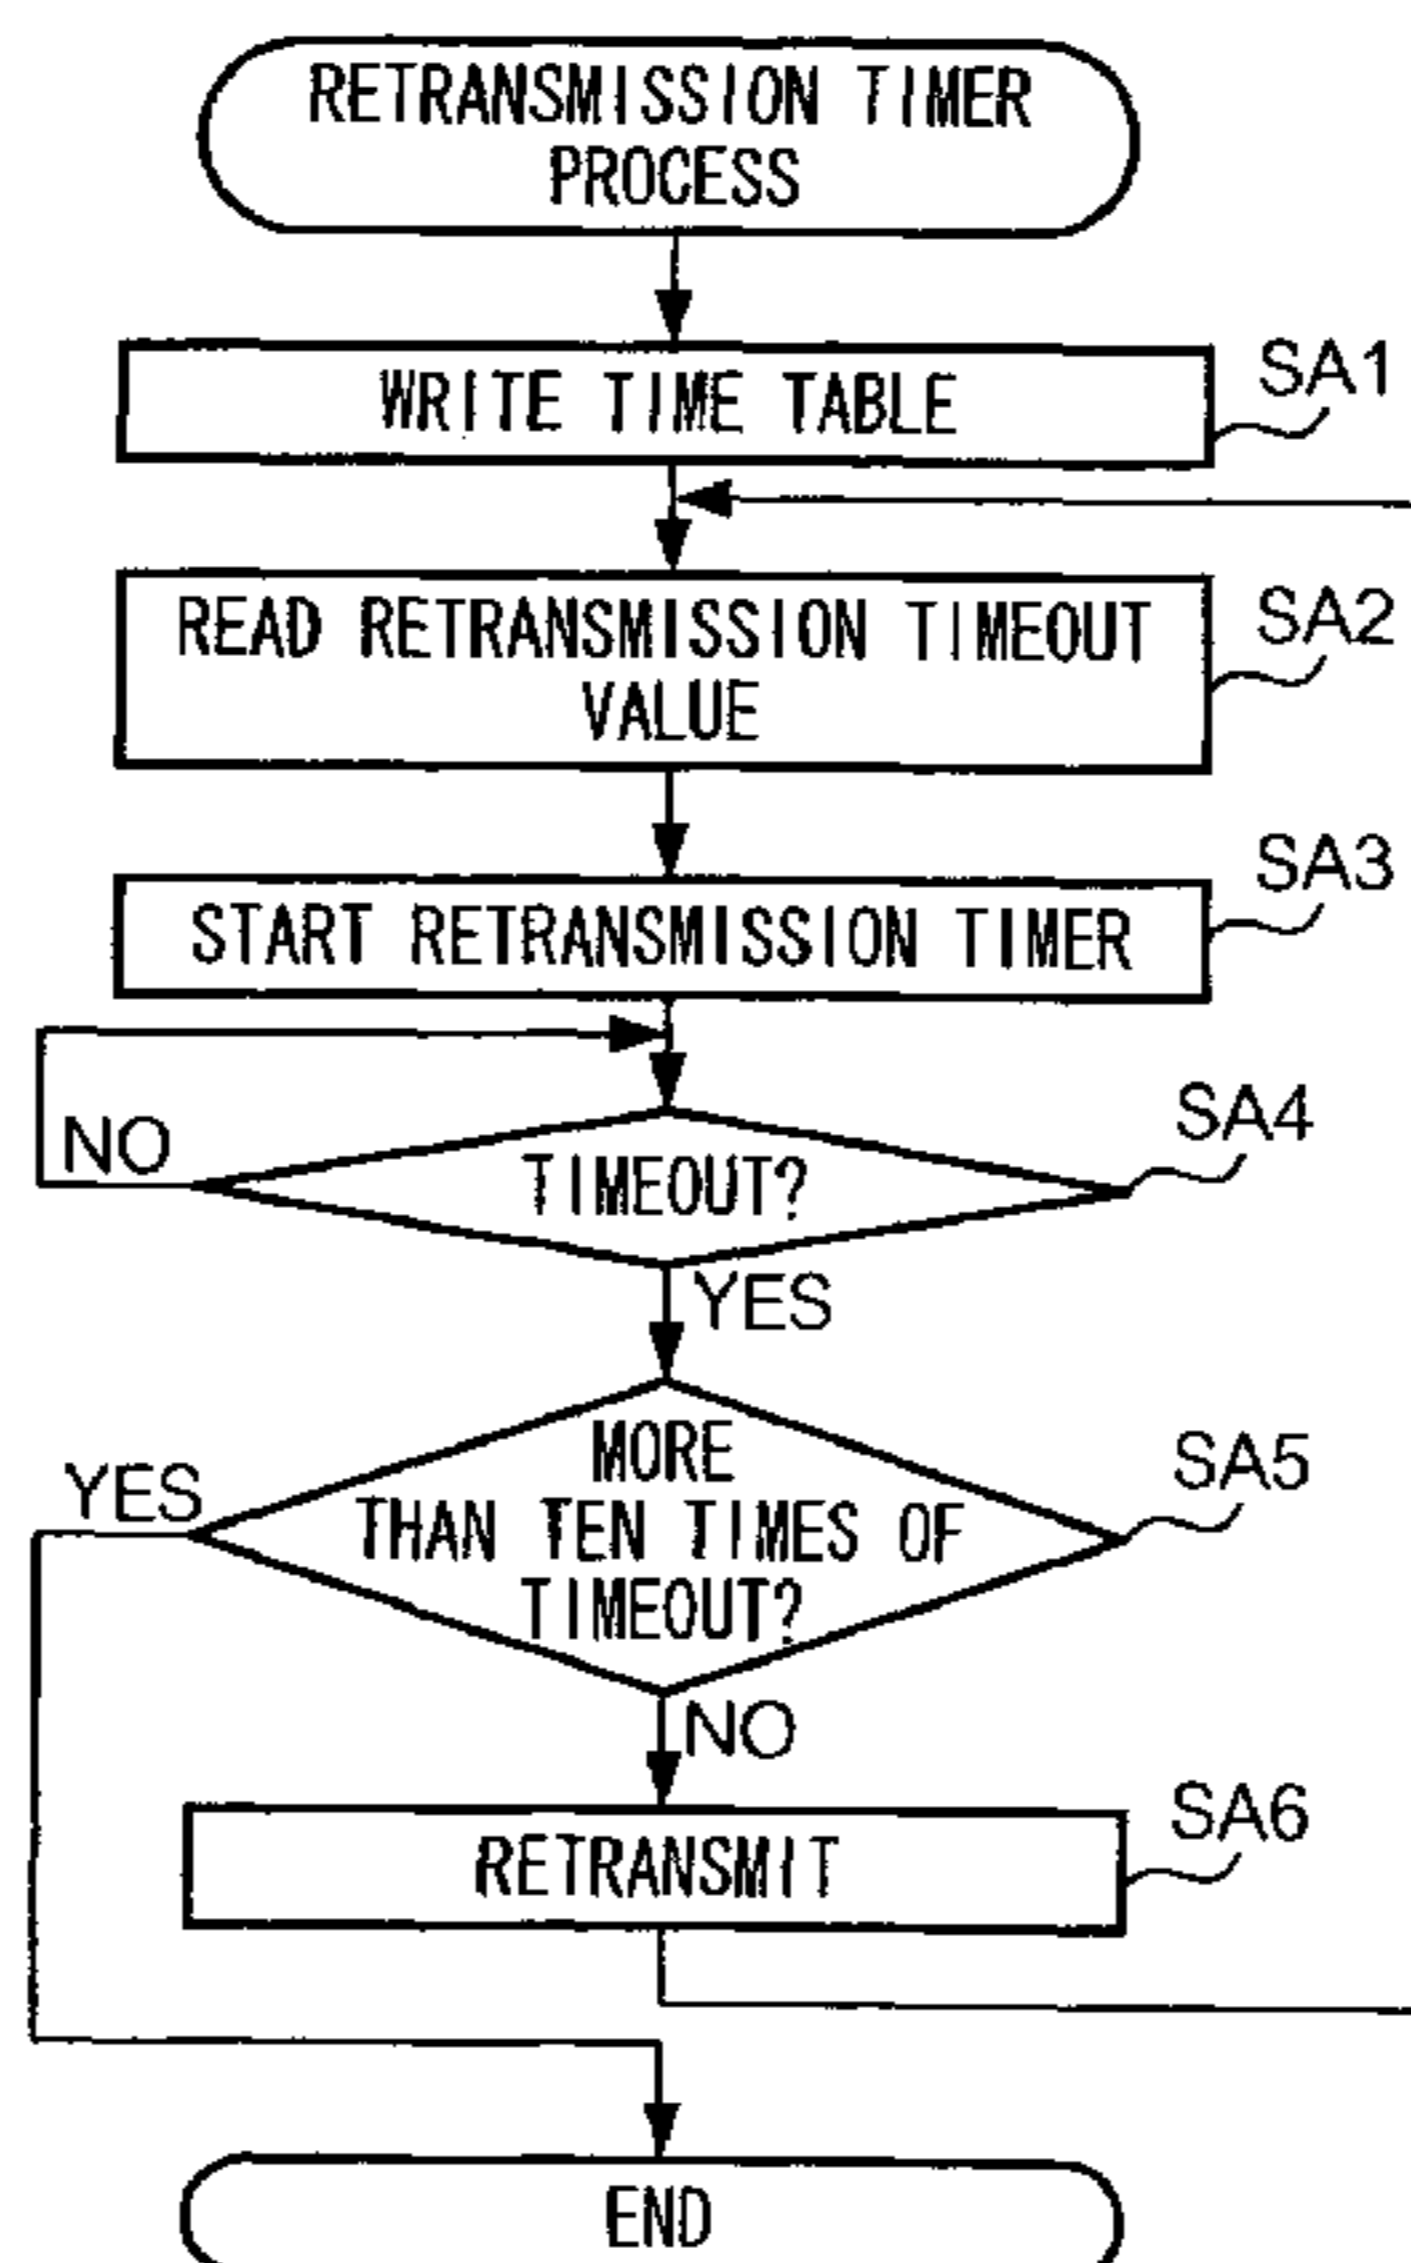 RETRANSMISSION TIMER
PROCESS
WRITE TIME TABLE
SA1
READ RETRANSMISSION TIMEOUT
VALUE
SA2
START RETRANSMISSION TIMER
SA3
NO
TIMEOUT?
SA4
YES
MORE
THAN TEN TIMES OF
TIMEOUT?
YES
SA5
NO
RETRANSMIT
SA6
END